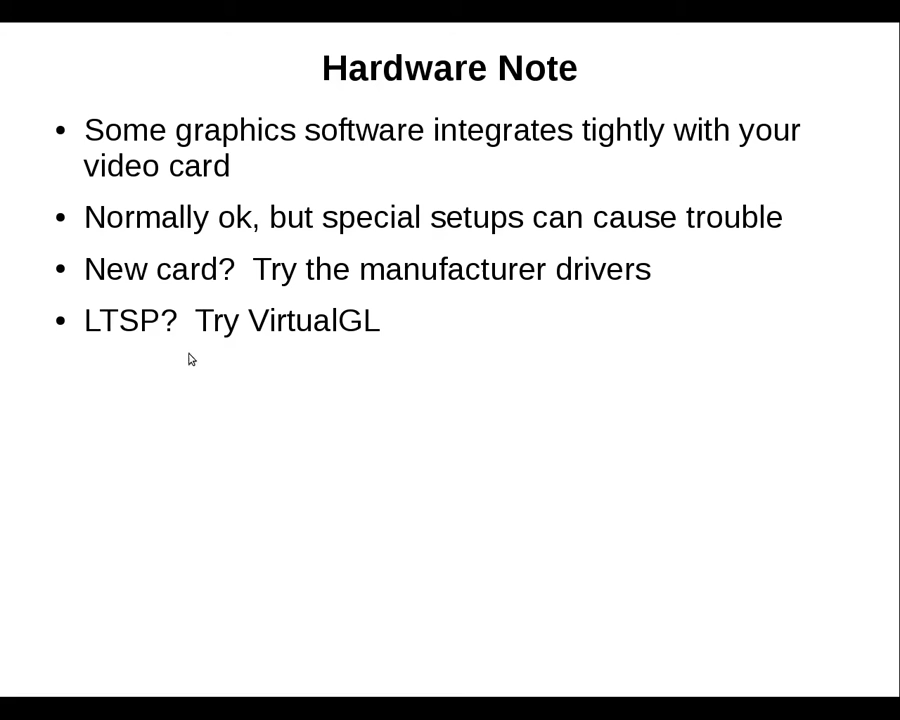 Hardware Note
• Some graphics software integrates tightly with your
video card
• Normally ok, but special setups can cause trouble
• New card?  Try the manufacturer drivers
• LTSP?  Try VirtualGL